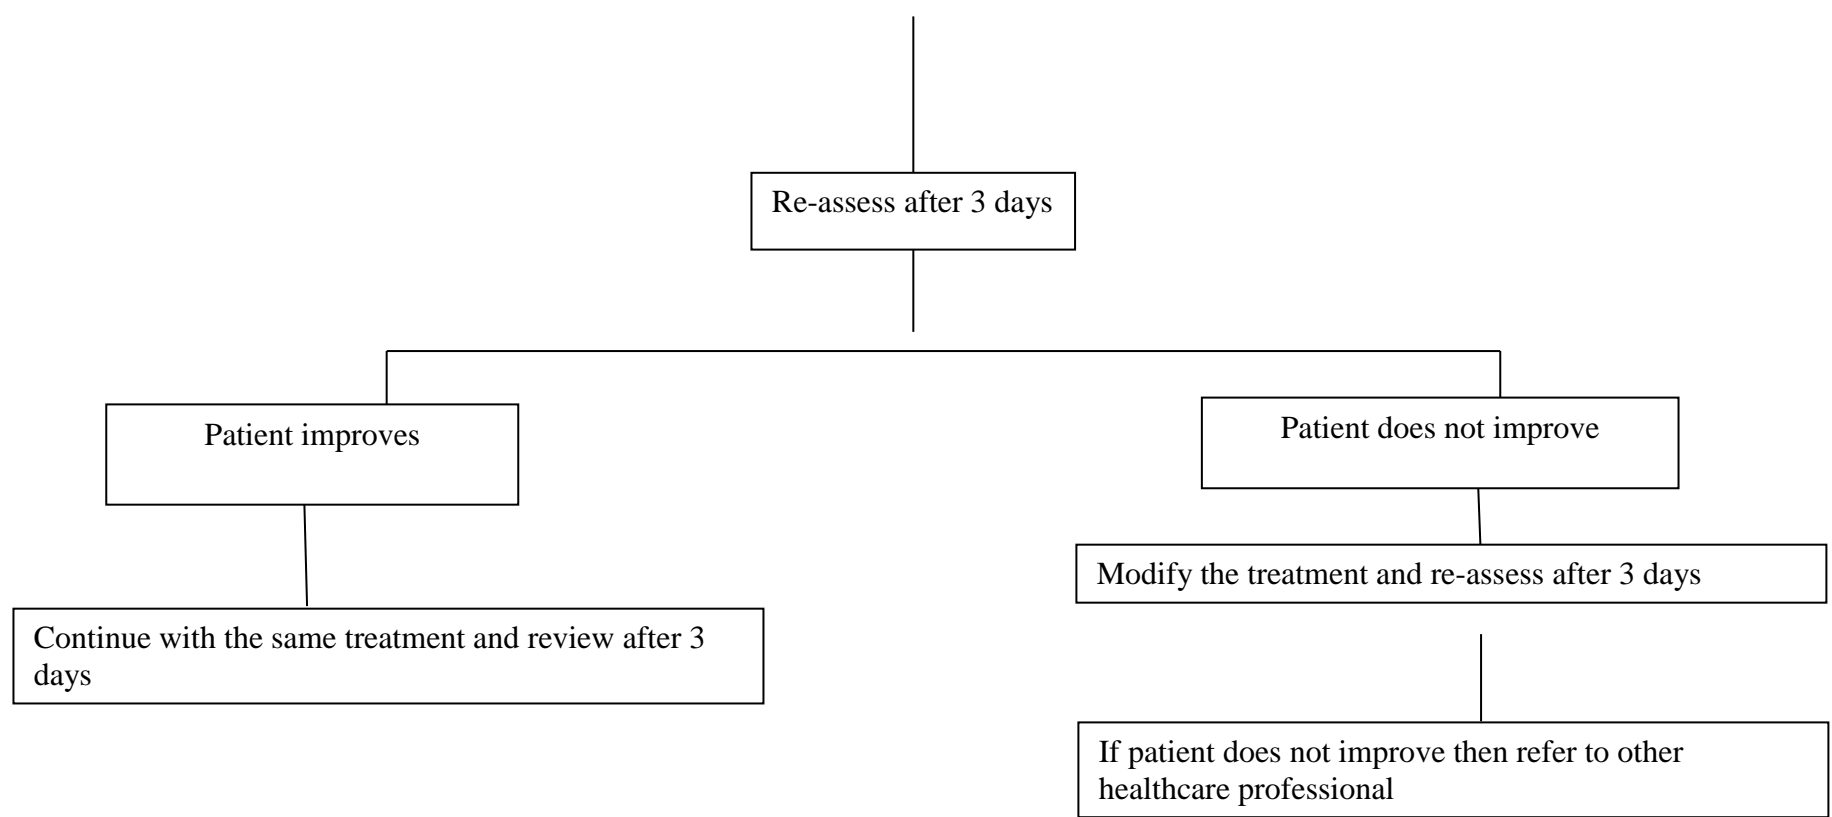 Re-assess after 3 days
Patient improves
Patient does not improve
Modify the treatment and re-assess after 3 days
Continue with the same treatment and review after 3
days
If patient does not improve then refer to other
healthcare professional